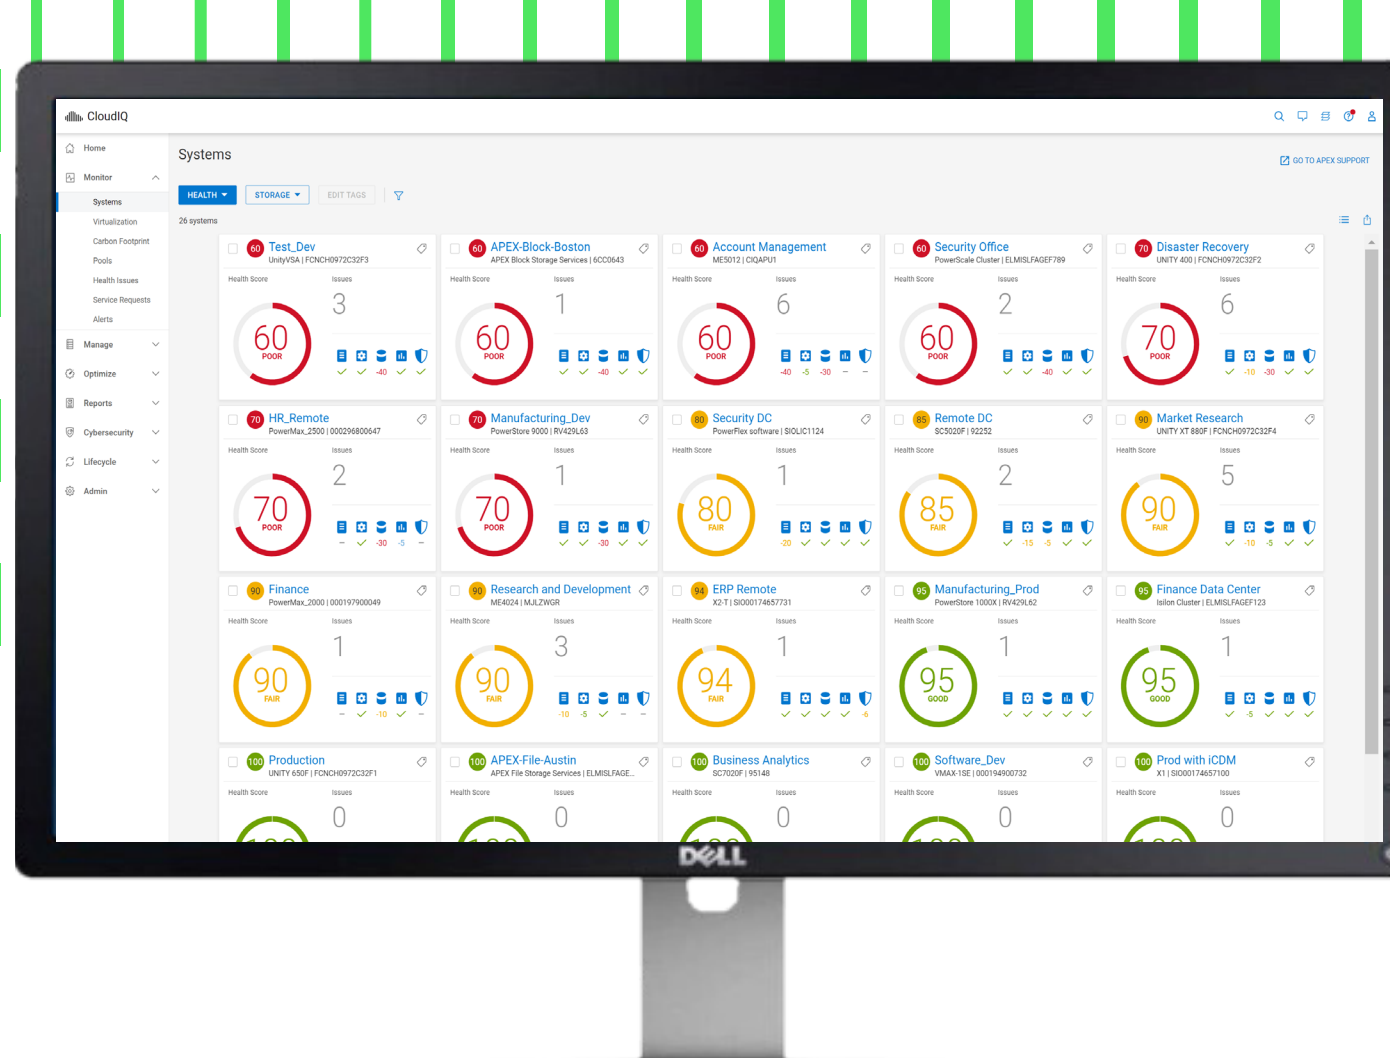 CloudIQ
Home
Systems
GO TO APEX SUPPORT
Monitor
HEALTH
STORAGE
EDIT TAGS
Systems
Virtualization
26 systems
Carbon Footprint
Pools
Health Issues
Service Requests
Alerts
Manage
Optimize
Reports
Cybersecurity
Lifecycle
Admin
60 Test_Dev
UnityVSA | FCNCH0972C32F3
Health Score Issues
3
60
POOR
-40
60 APEX-Block-Boston
APEX Block Storage Services | 6CC0643
Health Score Issues
1
60
POOR
-40
60 Account Management
ME5012 | CIQAPU1
Health Score Issues
6
60
POOR
-40 -5 -30 – –
60 Security Office
PowerScale Cluster | ELMISLFAGEF789
Health Score Issues
2
60
POOR
-40
70 Disaster Recovery
UNITY 400 | FCNCH0972C32F2
Health Score Issues
6
70
POOR
-10 -30
70 HR_Remote
PowerMax_2500 | 000296800647
Health Score Issues
2
70
POOR
– -30 -5 –
70 Manufacturing_Dev
PowerStore 9000 | RV429L63
Health Score Issues
1
70
POOR
-30
80 Security DC
PowerFlex software | SIOLIC1124
Health Score Issues
1
80
FAIR
-20
85 Remote DC
SC5020F | 92252
Health Score Issues
2
85
FAIR
-15 -5
90 Market Research
UNITY XT 880F | FCNCH0972C32F4
Health Score Issues
5
90
FAIR
-10 -5
90 Finance
PowerMax_2000 | 000197900049
Health Score Issues
1
90
FAIR
– -10 –
90 Research and Development
ME4024 | MJLZWGR
Health Score Issues
3
90
FAIR
-10 -5 – –
94 ERP Remote
X2-T | SIO00174657731
Health Score Issues
1
94
FAIR
-6
95 Manufacturing_Prod
PowerStore 1000X | RV429L62
Health Score Issues
1
95
GOOD
95 Finance Data Center
Isilon Cluster | ELMISLFAGEF123
Health Score Issues
1
95
GOOD
-5
100 Production
UNITY 650F | FCNCH0972C32F1
Health Score Issues
0
100
100 APEX-File-Austin
APEX File Storage Services | ELMISLFAGE...
Health Score Issues
0
100
100 Business Analytics
SC7020F | 95148
Health Score Issues
0
100
100 Software_Dev
VMAX-1SE | 000194900732
Health Score Issues
0
100
100 Prod with iCDM
X1 | SIO00174657100
Health Score Issues
0
100
DELL